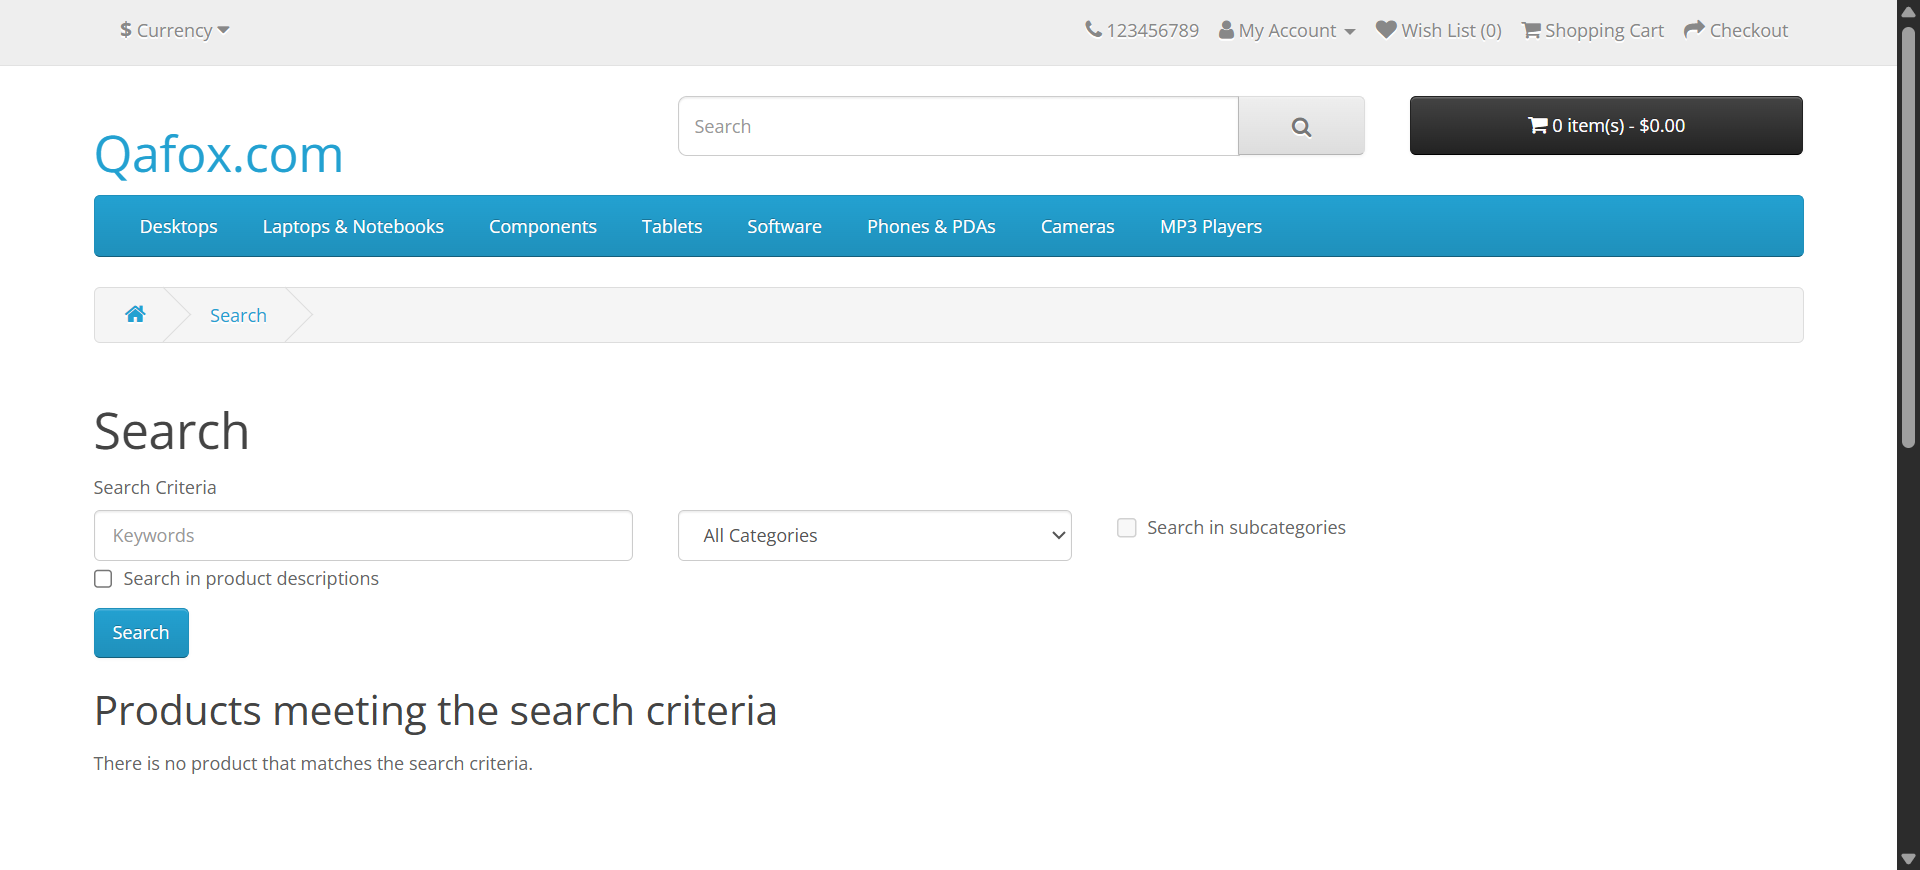 $ Currency
123456789 My Account Wish List (0) Shopping Cart Checkout
Search
0 item(s) - $0.00
Qafox.com
Desktops Laptops & Notebooks Components Tablets Software Phones & PDAs Cameras MP3 Players
Search
Search
Search Criteria
Keywords All Categories Search in subcategories
Search in product descriptions
Search
Products meeting the search criteria
There is no product that matches the search criteria.